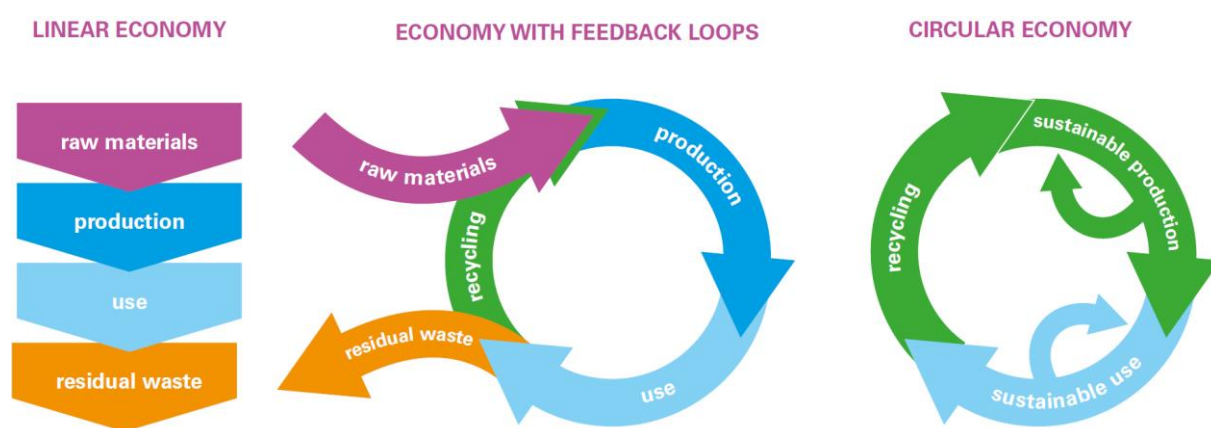 LINEAR ECONOMY
raw materials
production
use
residual waste
ECONOMY WITH FEEDBACK LOOPS
raw materials
production
recycling
residual waste
use
CIRCULAR ECONOMY
sustainable production
recycling
sustainable use